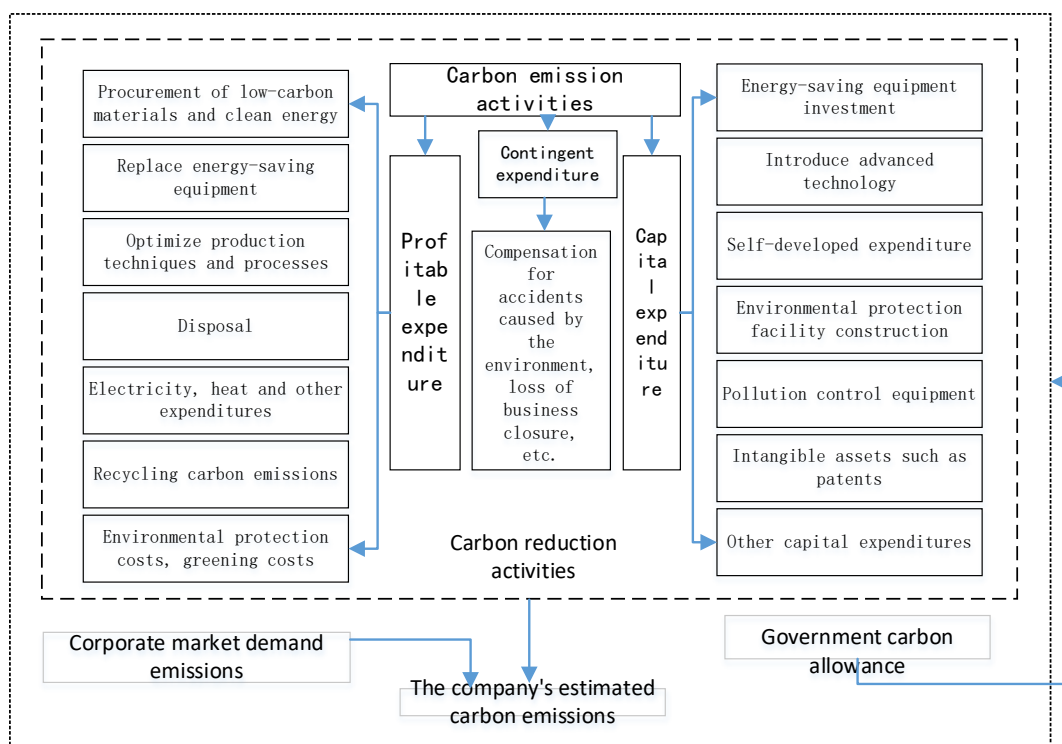 Carbon emission
activities
Procurement of low-carbon
materials and clean energy
Replace energy-saving
equipment
Optimize production
techniques and processes
Disposal
Electricity, heat and other
expenditures
Recycling carbon emissions
Environmental protection
costs, greening costs
Prof
itab
le
expe
ndit
ure
Contingent
expenditure
Compensation
for
accidents
caused by
the
environment,
loss of
business
closure,
etc.
Cap
ita
l
exp
end
itu
re
Energy-saving equipment
investment
Introduce advanced
technology
Self-developed expenditure
Environmental protection
facility construction
Pollution control equipment
Intangible assets such as
patents
Other capital expenditures
Carbon reduction
activities
Corporate market demand
emissions
Government carbon
allowance
The company's estimated
carbon emissions